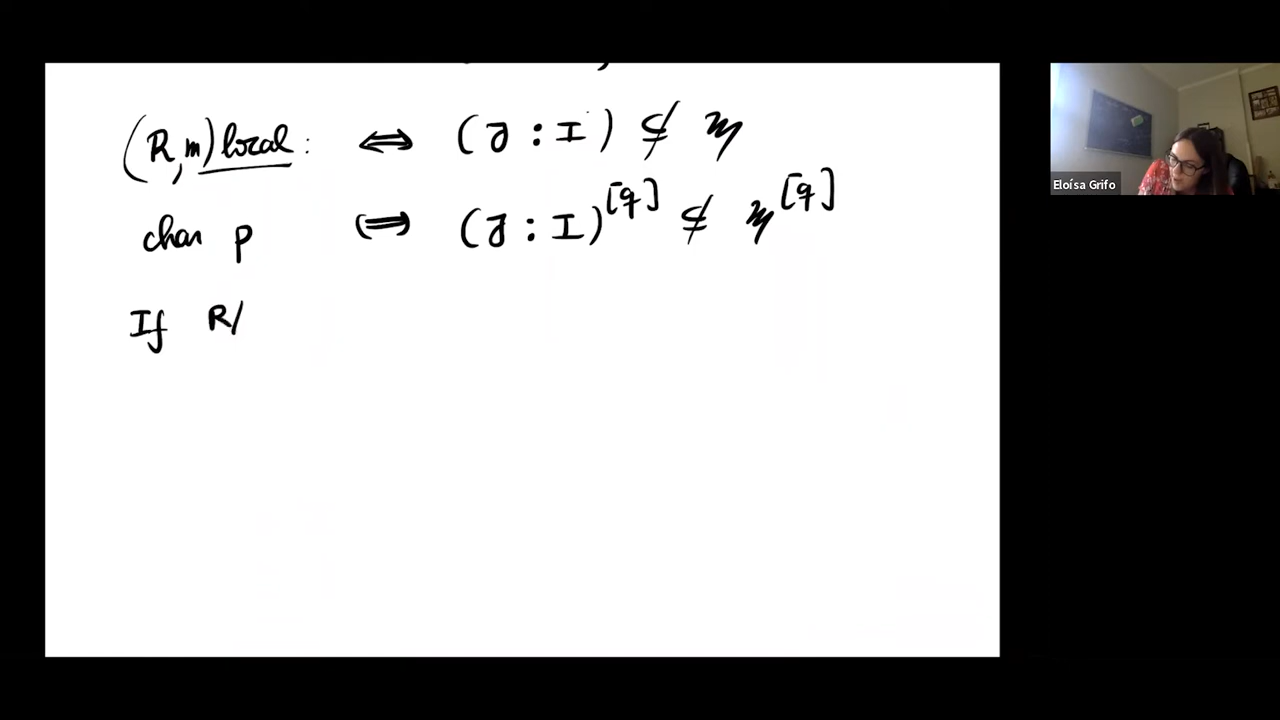 (R, m) local : ⟺ (J : I) ⊄ m
char p ⟺ (J : I)^[q] ⊄ m^[q]
If R/
Eloísa Grifo